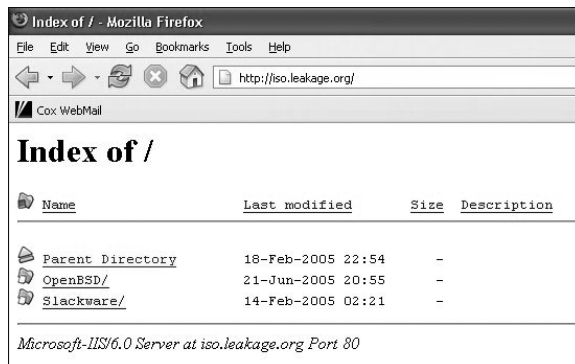 Index of / - Mozilla Firefox
File Edit View Go Bookmarks Tools Help
http://iso.leakage.org/
Cox WebMail
Index of /
Name Last modified Size Description
Parent Directory 18-Feb-2005 22:54 -
OpenBSD/ 21-Jun-2005 20:55 -
Slackware/ 14-Feb-2005 02:21 -
Microsoft-IIS/6.0 Server at iso.leakage.org Port 80